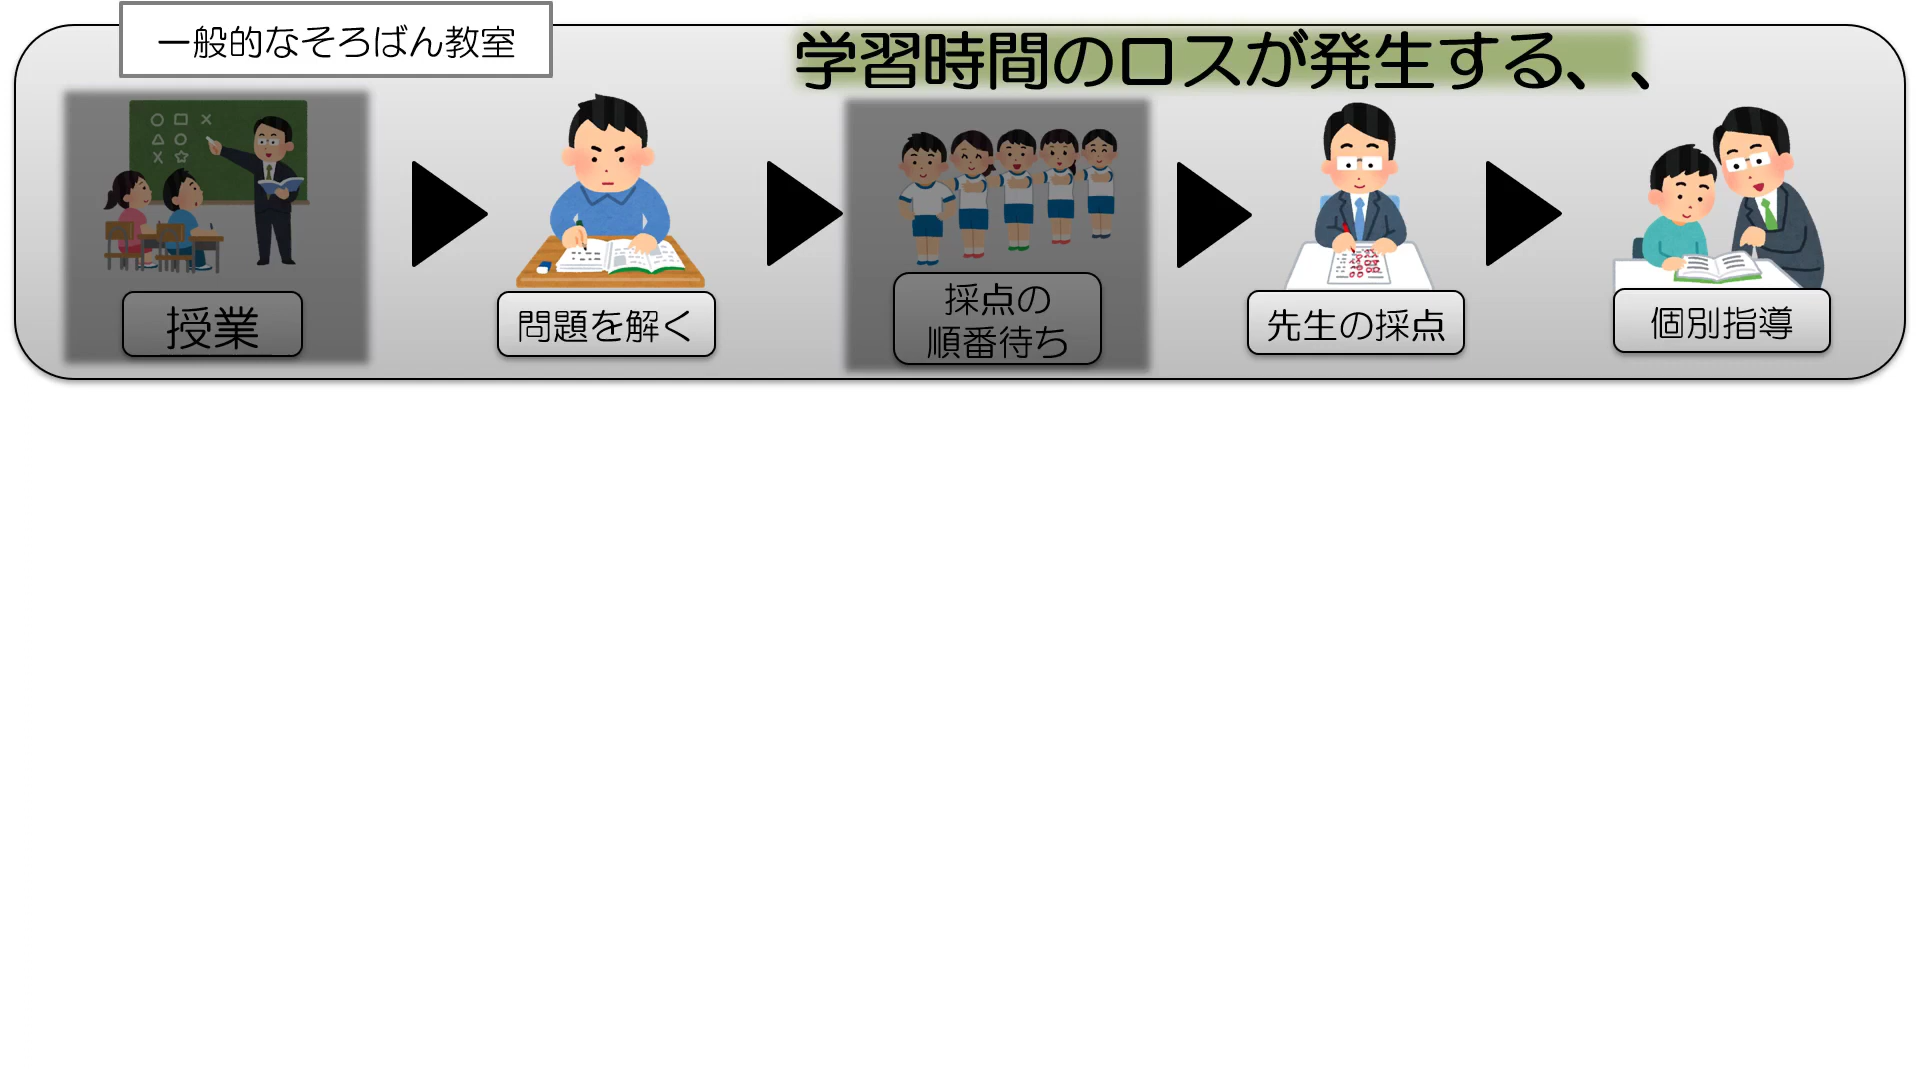 一般的なそろばん教室
学習時間のロスが発生する、、
授業
問題を解く
採点の
順番待ち
先生の採点
個別指導